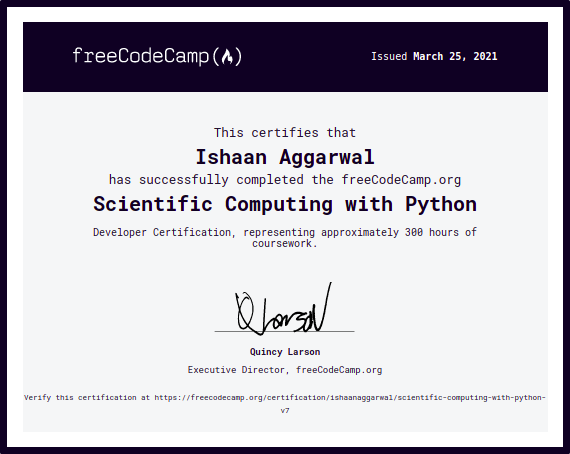 freeCodeCamp(🔥)
Issued March 25, 2021
This certifies that
Ishaan Aggarwal
has successfully completed the freeCodeCamp.org
Scientific Computing with Python
Developer Certification, representing approximately 300 hours of
coursework.
QLarson
Quincy Larson
Executive Director, freeCodeCamp.org
Verify this certification at https://freecodecamp.org/certification/ishaanaggarwal/scientific-computing-with-python-
v7